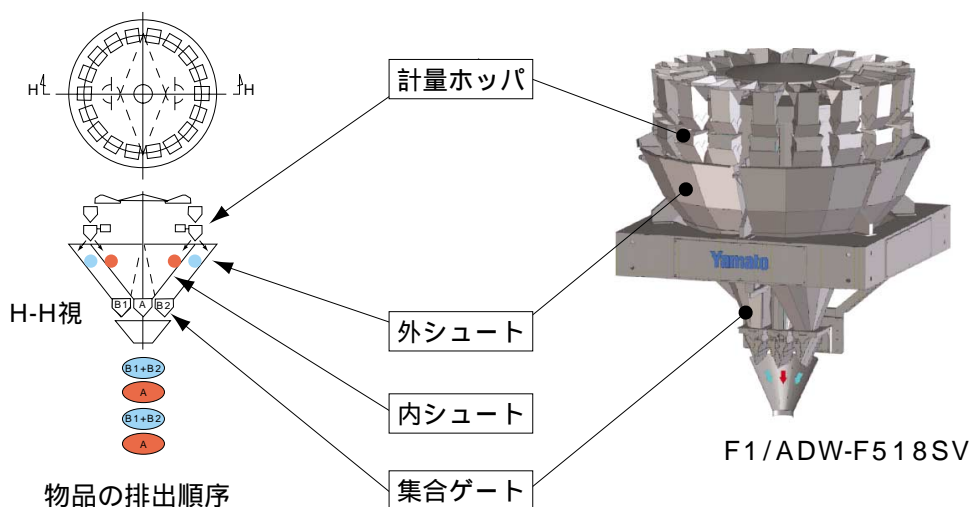 H
H
計量ホッパ
Yamato
H-H視
B1
A
B2
外シュート
B1+B2
A
B1+B2
A
内シュート
集合ゲート
物品の排出順序
F1/ADW-F518SV